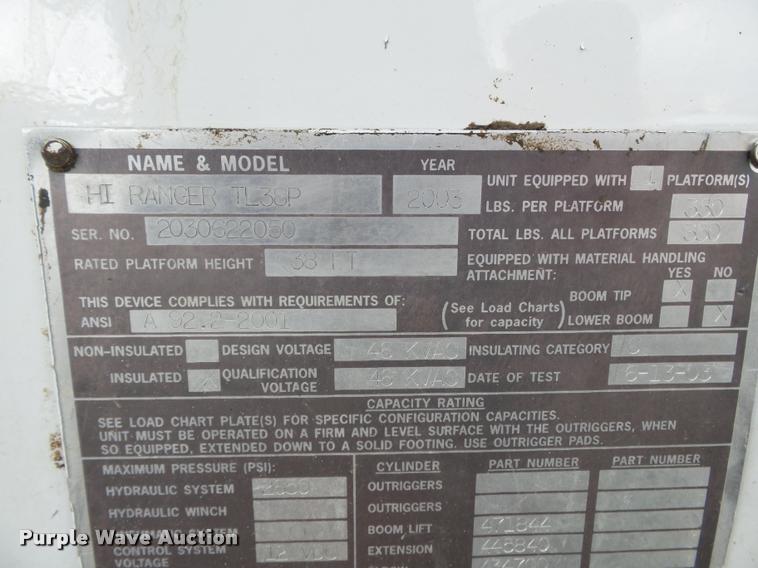 NAME & MODEL YEAR
HI RANGER TL38P 2003 UNIT EQUIPPED WITH 1 PLATFORM(S)
LBS. PER PLATFORM 350
SER. NO. 2030622050 TOTAL LBS. ALL PLATFORMS 350
RATED PLATFORM HEIGHT 38 FT EQUIPPED WITH MATERIAL HANDLING
ATTACHMENT: YES NO
THIS DEVICE COMPLIES WITH REQUIREMENTS OF: BOOM TIP X
ANSI A 92.2-2001 (See Load Charts for capacity) LOWER BOOM X
NON-INSULATED DESIGN VOLTAGE 46 KVAC INSULATING CATEGORY C
INSULATED X QUALIFICATION VOLTAGE 46 KVAC DATE OF TEST 6-13-03
CAPACITY RATING
SEE LOAD CHART PLATE(S) FOR SPECIFIC CONFIGURATION CAPACITIES.
UNIT MUST BE OPERATED ON A FIRM AND LEVEL SURFACE WITH THE OUTRIGGERS, WHEN
SO EQUIPPED, EXTENDED DOWN TO A SOLID FOOTING. USE OUTRIGGER PADS.
MAXIMUM PRESSURE (PSI): CYLINDER PART NUMBER PART NUMBER
HYDRAULIC SYSTEM OUTRIGGERS
HYDRAULIC WINCH OUTRIGGERS
SYSTEM BOOM LIFT 471844
CONTROL SYSTEM VOLTAGE 12 VDC EXTENSION 446840
Purple Wave Auction